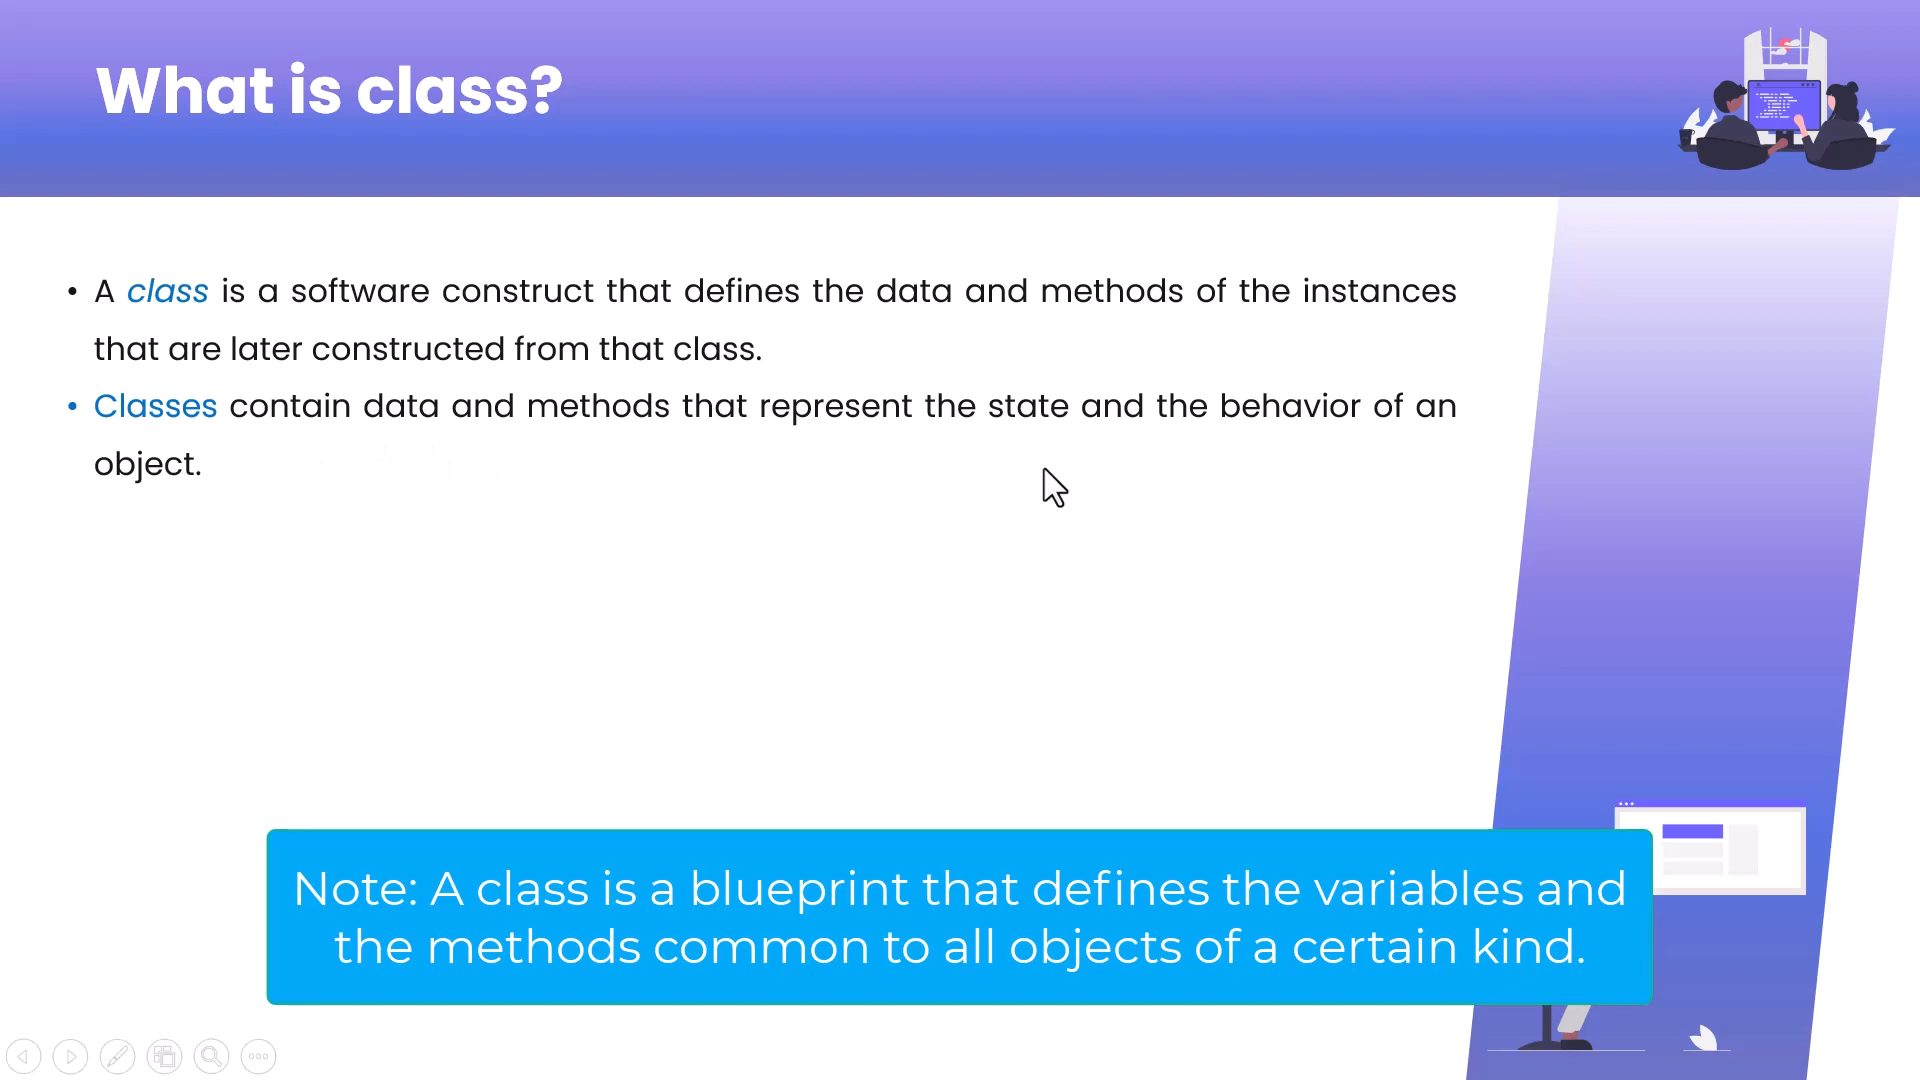 What is class?
• A class is a software construct that defines the data and methods of the instances
that are later constructed from that class.
• Classes contain data and methods that represent the state and the behavior of an
object.
Note: A class is a blueprint that defines the variables and
the methods common to all objects of a certain kind.